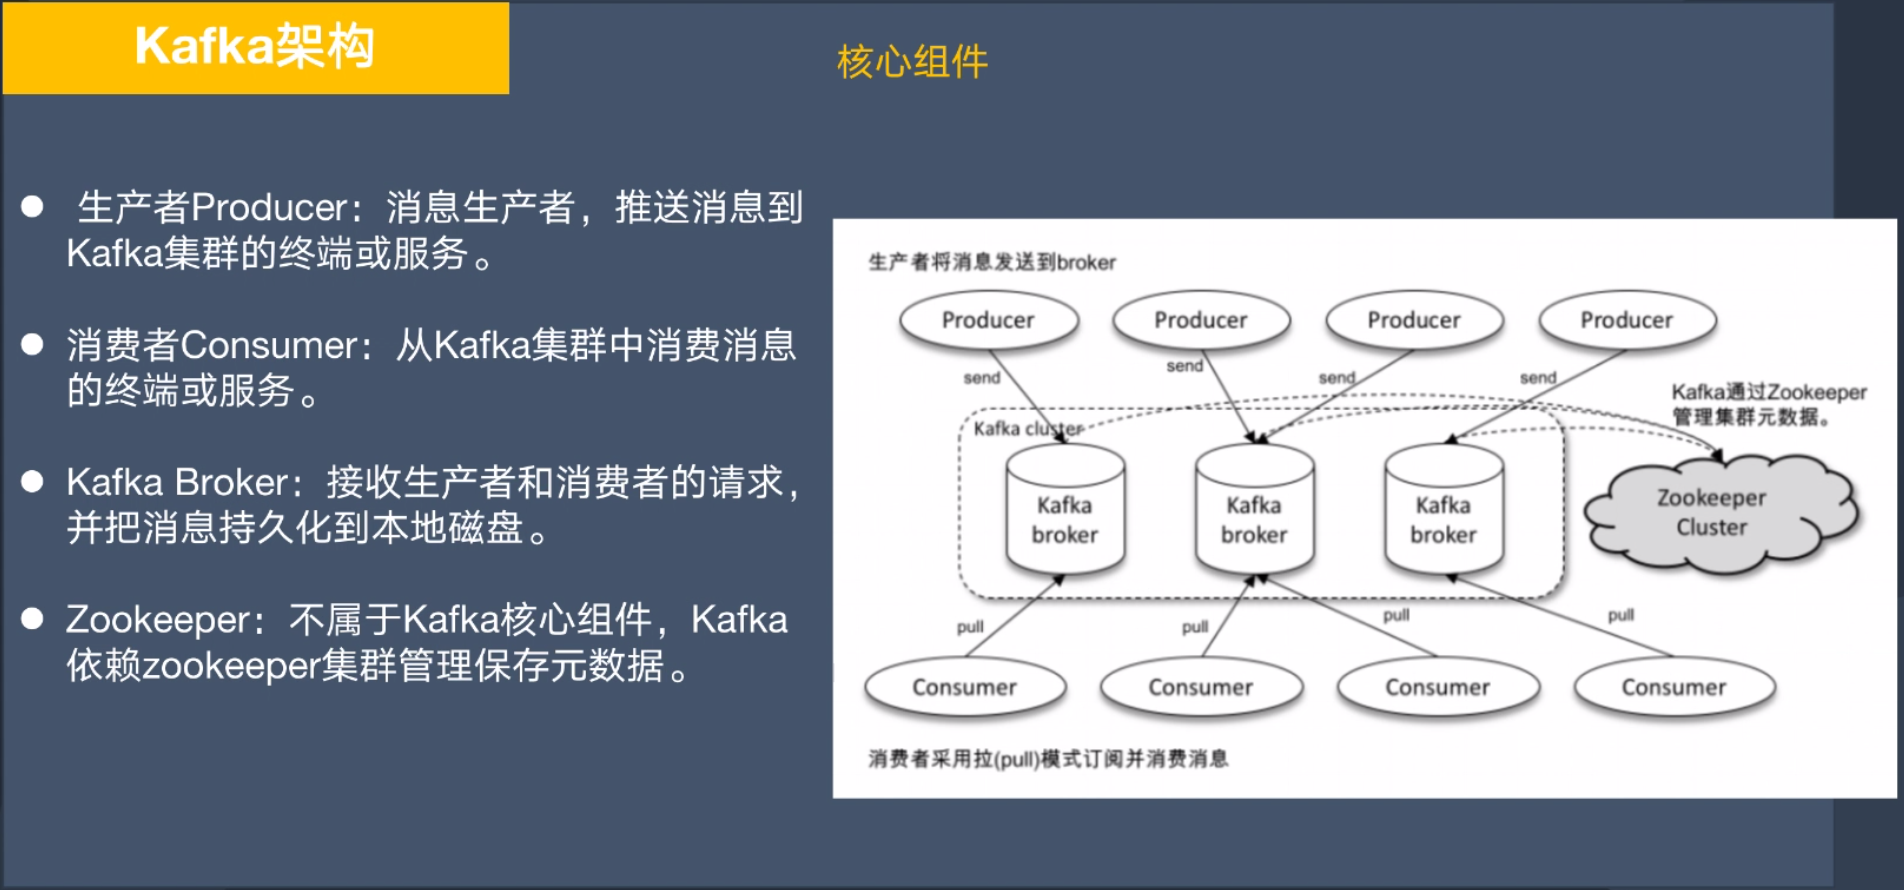 Kafka架构
核心组件
生产者Producer：消息生产者，推送消息到
Kafka集群的终端或服务。
消费者Consumer：从Kafka集群中消费消息
的终端或服务。
Kafka Broker：接收生产者和消费者的请求，
并把消息持久化到本地磁盘。
Zookeeper：不属于Kafka核心组件，Kafka
依赖zookeeper集群管理保存元数据。
生产者将消息发送到broker
Producer Producer Producer Producer
send send send send
Kafka通过Zookeeper
管理集群元数据。
Kafka cluster
Kafka
broker
Kafka
broker
Kafka
broker
Zookeeper
Cluster
pull pull pull pull
Consumer Consumer Consumer Consumer
消费者采用拉(pull)模式订阅并消费消息